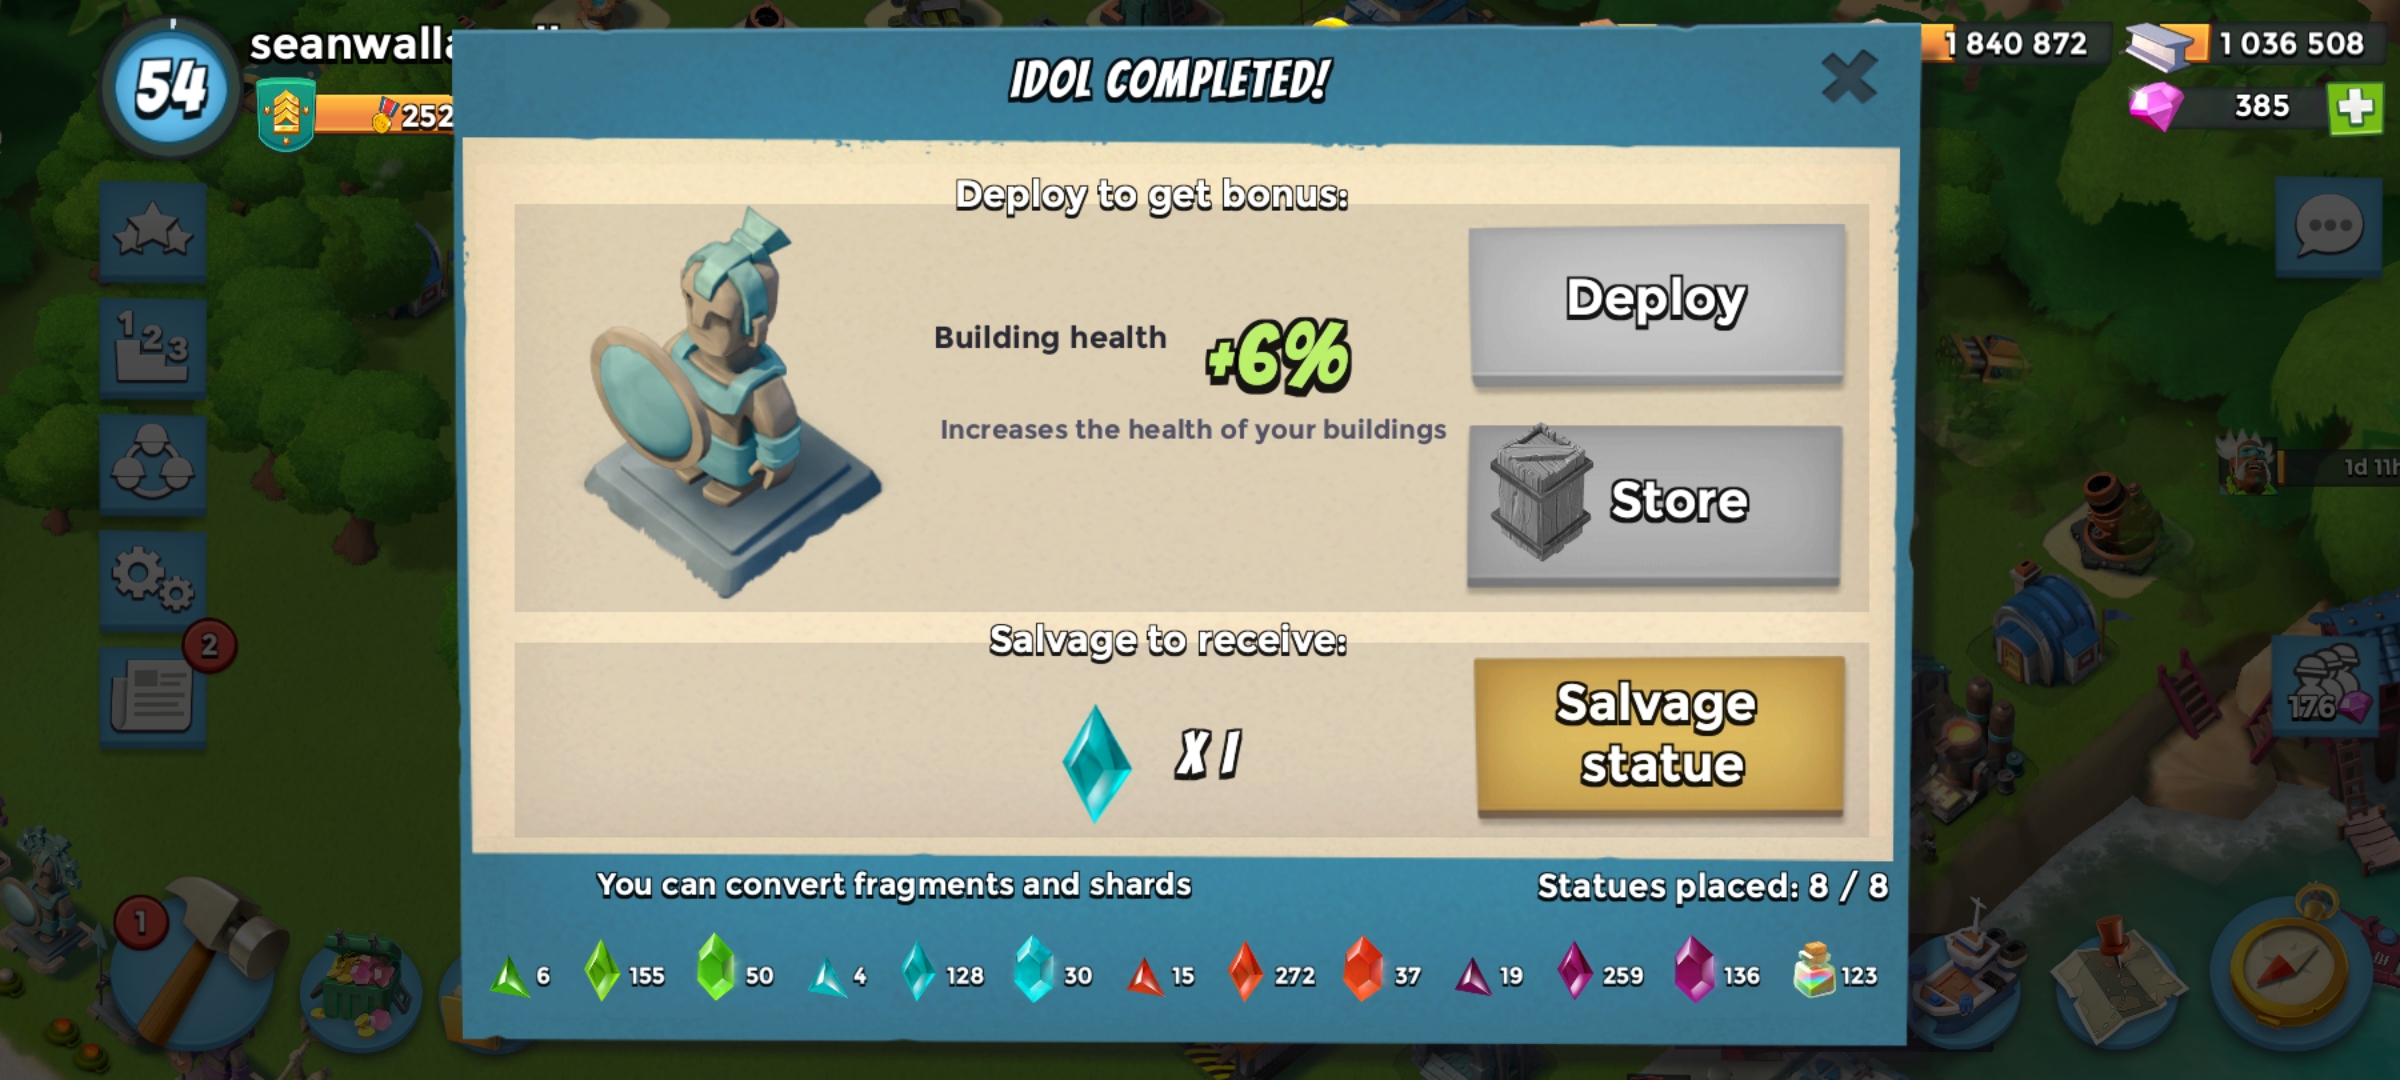 54
252
IDOL COMPLETED!
1 840 872
1 036 508
385
Deploy to get bonus:
Deploy
Building health
+6%
Increases the health of your buildings
Store
1d
1 2 3
2
Salvage to receive:
X 1
Salvage
statue
176
You can convert fragments and shards
Statues placed: 8 / 8
1
6
155
50
4
128
30
15
272
37
19
259
136
123